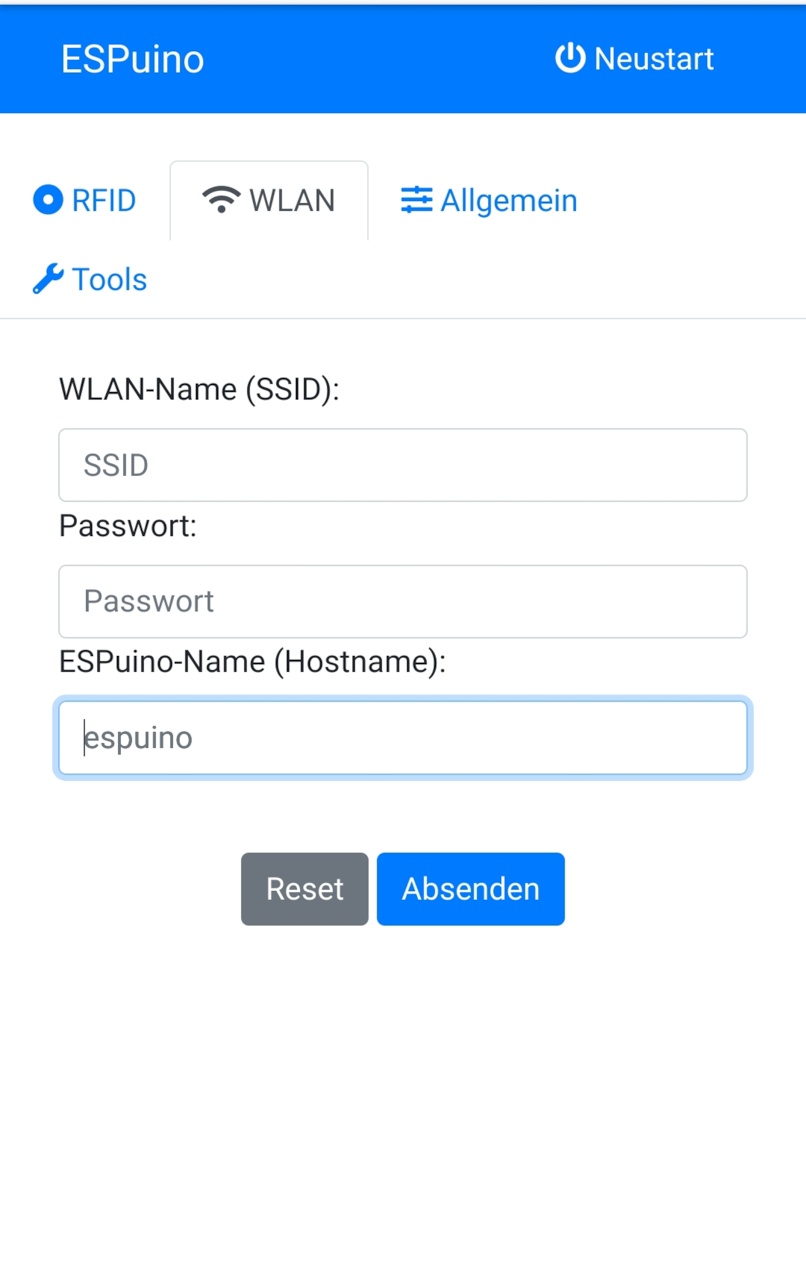 ESPuino Neustart
RFID WLAN Allgemein
Tools
WLAN-Name (SSID):
SSID
Passwort:
Passwort
ESPuino-Name (Hostname):
espuino
Reset Absenden